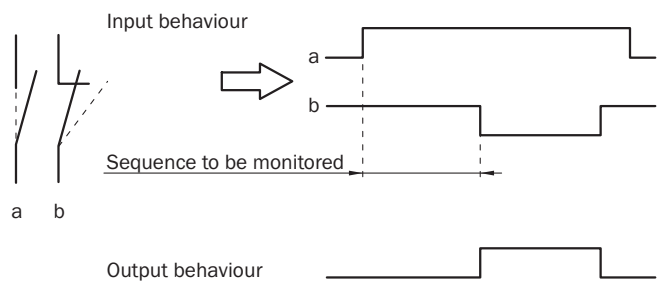 Input behaviour
a
b
Sequence to be monitored
a b
Output behaviour